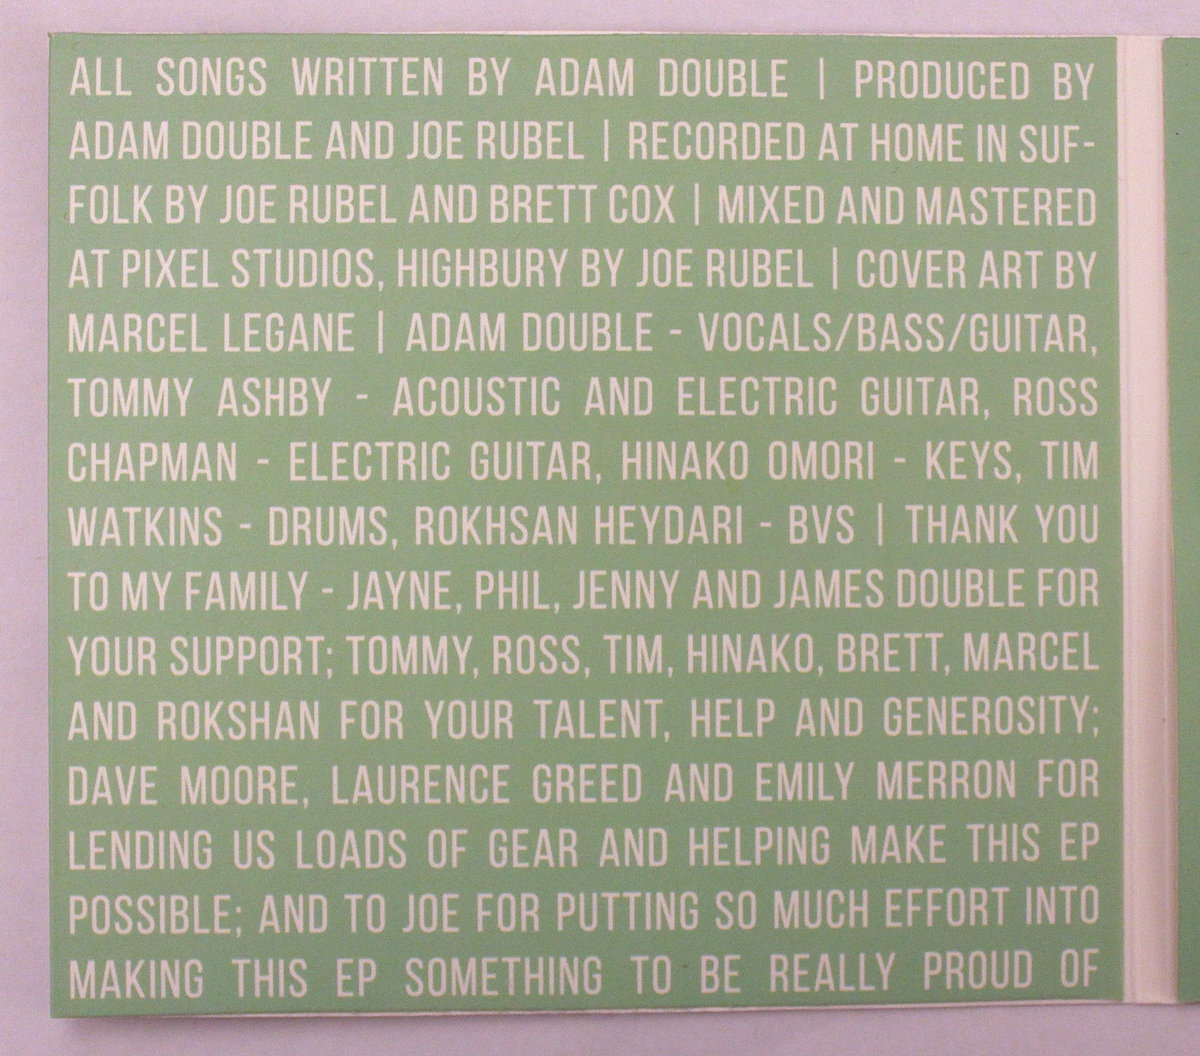 ALL SONGS WRITTEN BY ADAM DOUBLE | PRODUCED BY
ADAM DOUBLE AND JOE RUBEL | RECORDED AT HOME IN SUF-
FOLK BY JOE RUBEL AND BRETT COX | MIXED AND MASTERED
AT PIXEL STUDIOS, HIGHBURY BY JOE RUBEL | COVER ART BY
MARCEL LEGANE | ADAM DOUBLE - VOCALS/BASS/GUITAR,
TOMMY ASHBY - ACOUSTIC AND ELECTRIC GUITAR, ROSS
CHAPMAN - ELECTRIC GUITAR, HINAKO OMORI - KEYS, TIM
WATKINS - DRUMS, ROKHSAN HEYDARI - BVS | THANK YOU
TO MY FAMILY - JAYNE, PHIL, JENNY AND JAMES DOUBLE FOR
YOUR SUPPORT; TOMMY, ROSS, TIM, HINAKO, BRETT, MARCEL
AND ROKSHAN FOR YOUR TALENT, HELP AND GENEROSITY;
DAVE MOORE, LAURENCE GREED AND EMILY MERRON FOR
LENDING US LOADS OF GEAR AND HELPING MAKE THIS EP
POSSIBLE; AND TO JOE FOR PUTTING SO MUCH EFFORT INTO
MAKING THIS EP SOMETHING TO BE REALLY PROUD OF